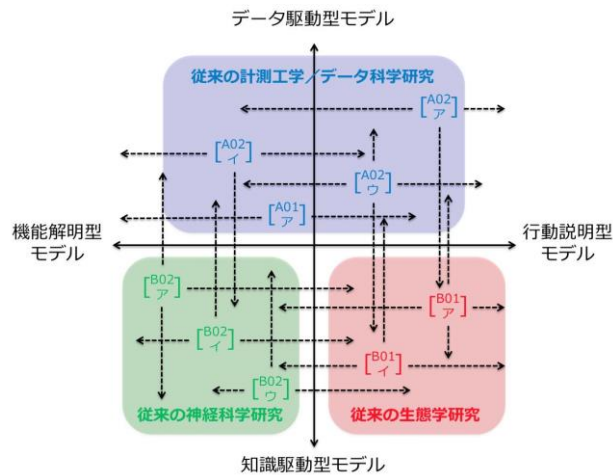 データ駆動型モデル
従来の計測工学／データ科学研究
[A02
ア]
[A02
イ]
[A02
ウ]
[A01
ア]
機能解明型
モデル
行動説明型
モデル
[B02
ア]
[B01
ア]
[B02
イ]
[B01
イ]
[B02
ウ]
従来の神経科学研究
従来の生態学研究
知識駆動型モデル